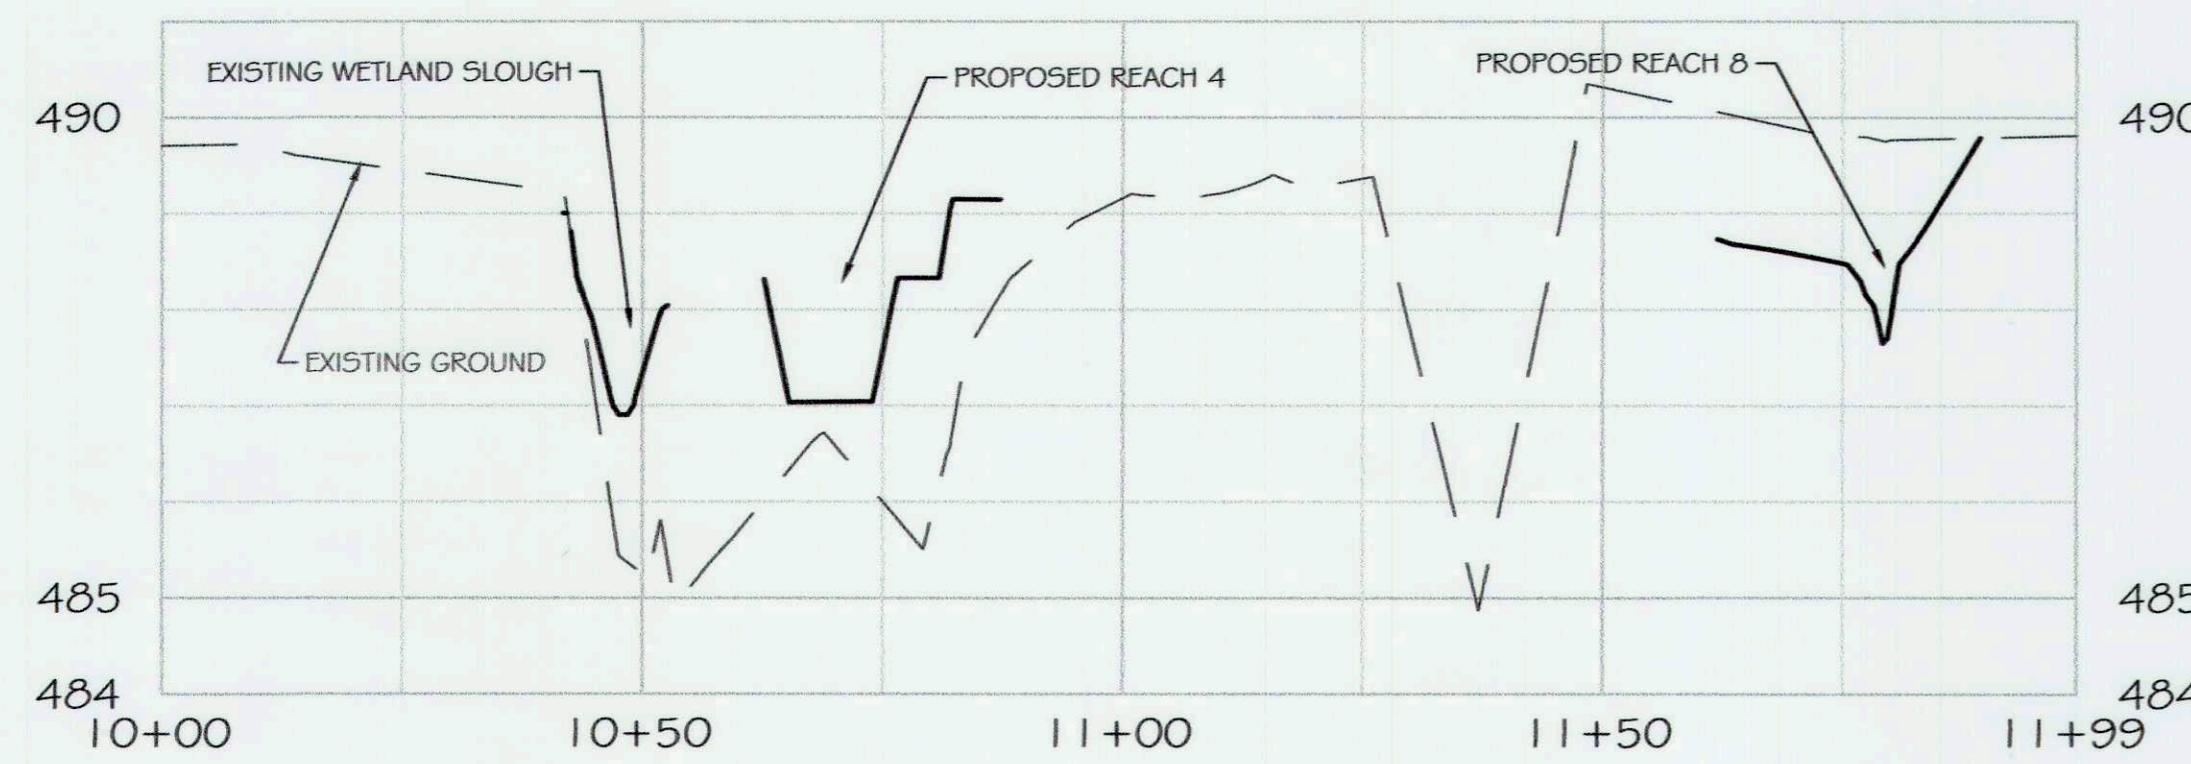 EXISTING WETLAND SLOUGH
PROPOSED REACH 4
PROPOSED REACH 8
490
490
EXISTING GROUND
485
485
484
484
10+00
10+50
11+00
11+50
11+99